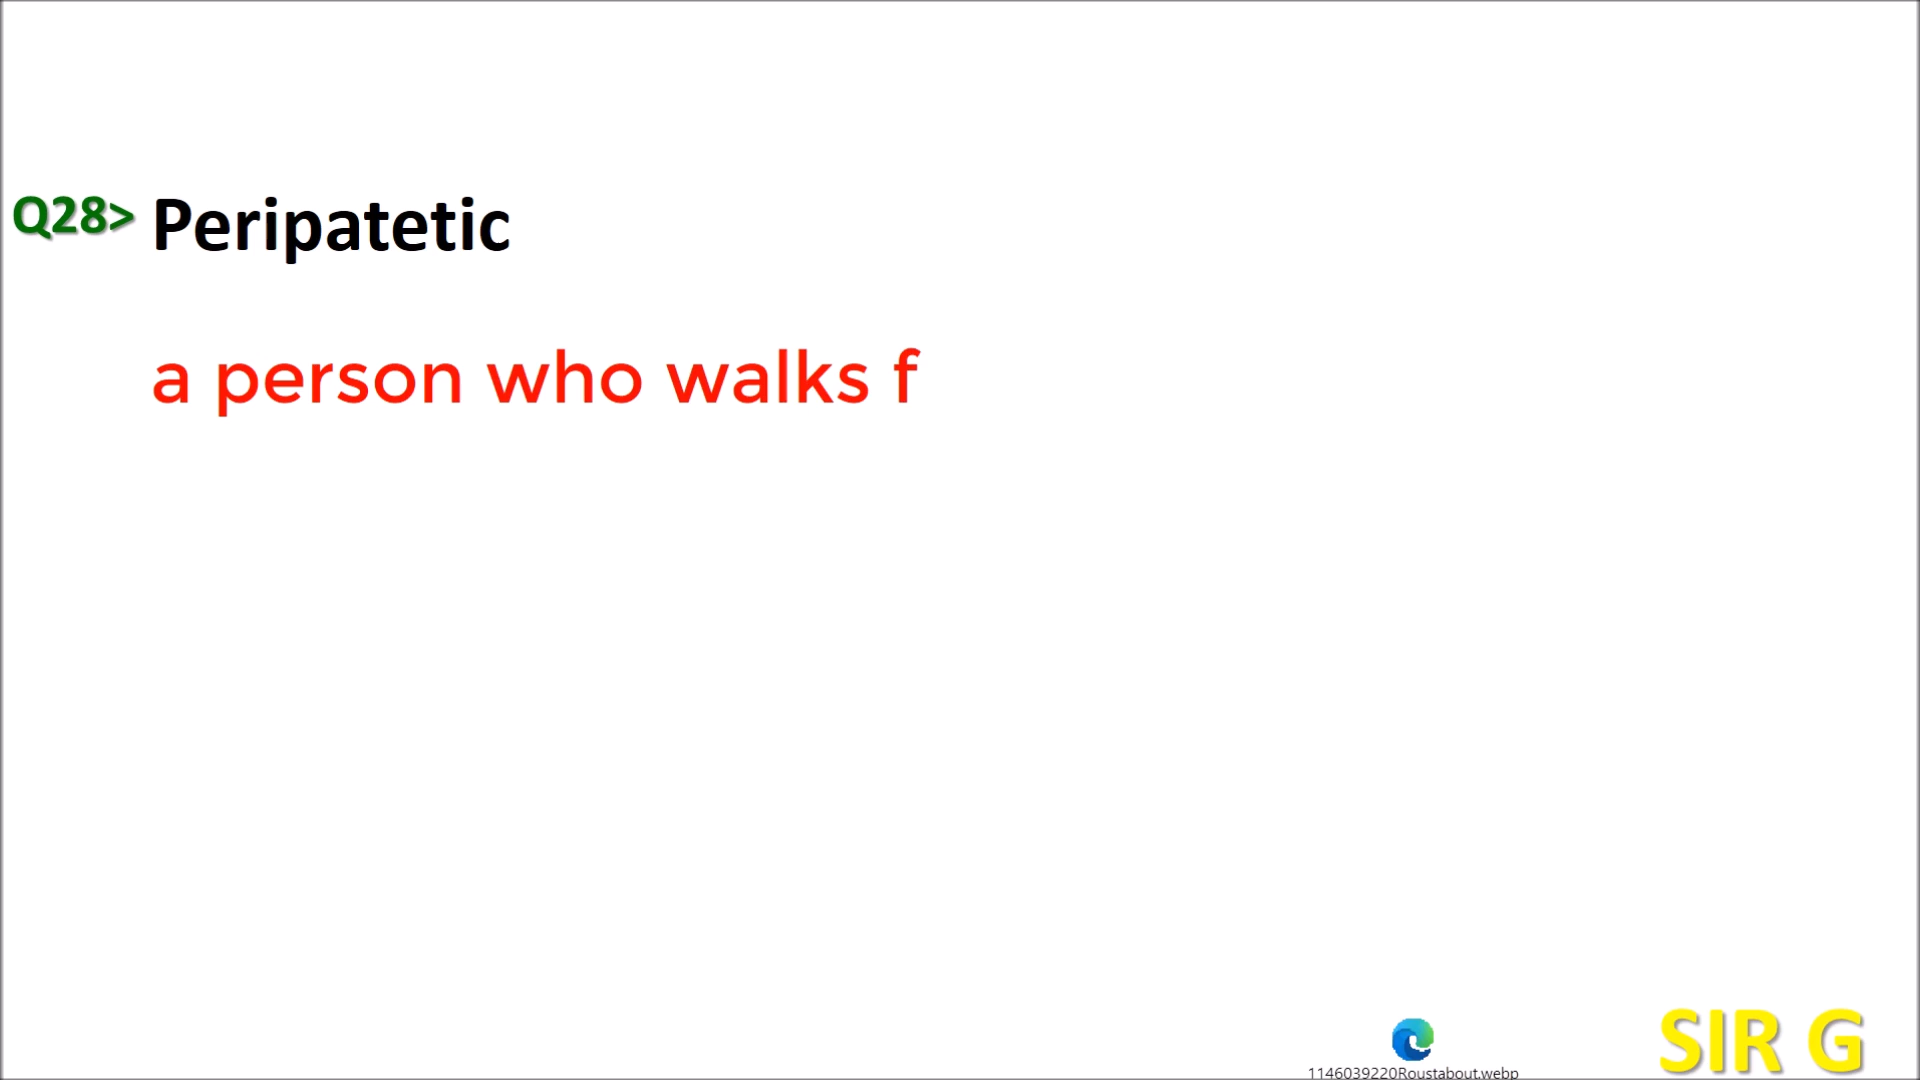 Q28> Peripatetic
a person who walks f
1146039220Roustabout.webp
SIR G